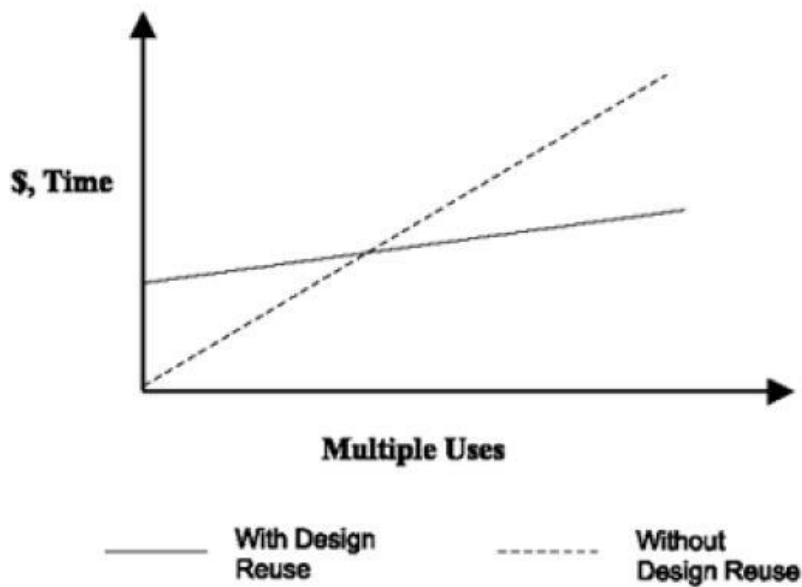 $, Time
Multiple Uses
With Design
Reuse
Without
Design Reuse